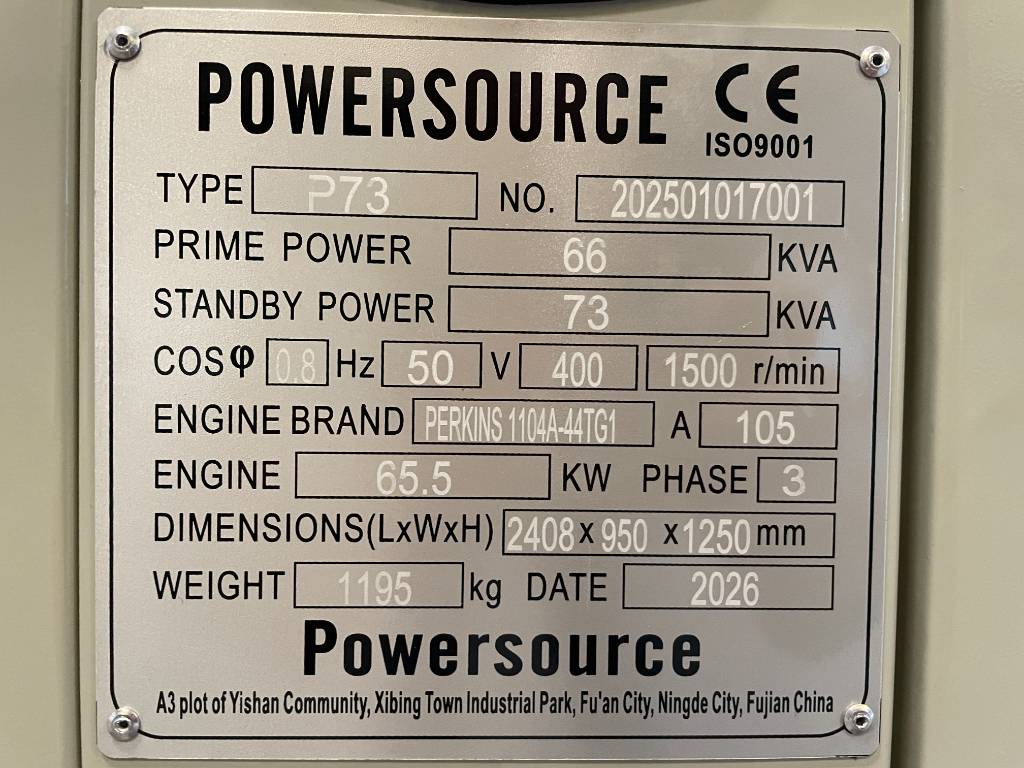 POWERSOURCE CE
ISO9001
TYPE P73 NO. 202501017001
PRIME POWER 66 KVA
STANDBY POWER 73 KVA
COSφ 0.8 Hz 50 V 400 1500 r/min
ENGINE BRAND PERKINS 1104A-44TG1 A 105
ENGINE 65.5 KW PHASE 3
DIMENSIONS(LxWxH) 2408 x 950 x 1250 mm
WEIGHT 1195 kg DATE 2026
Powersource
A3 plot of Yishan Community, Xibing Town Industrial Park, Fu'an City, Ningde City, Fujian China